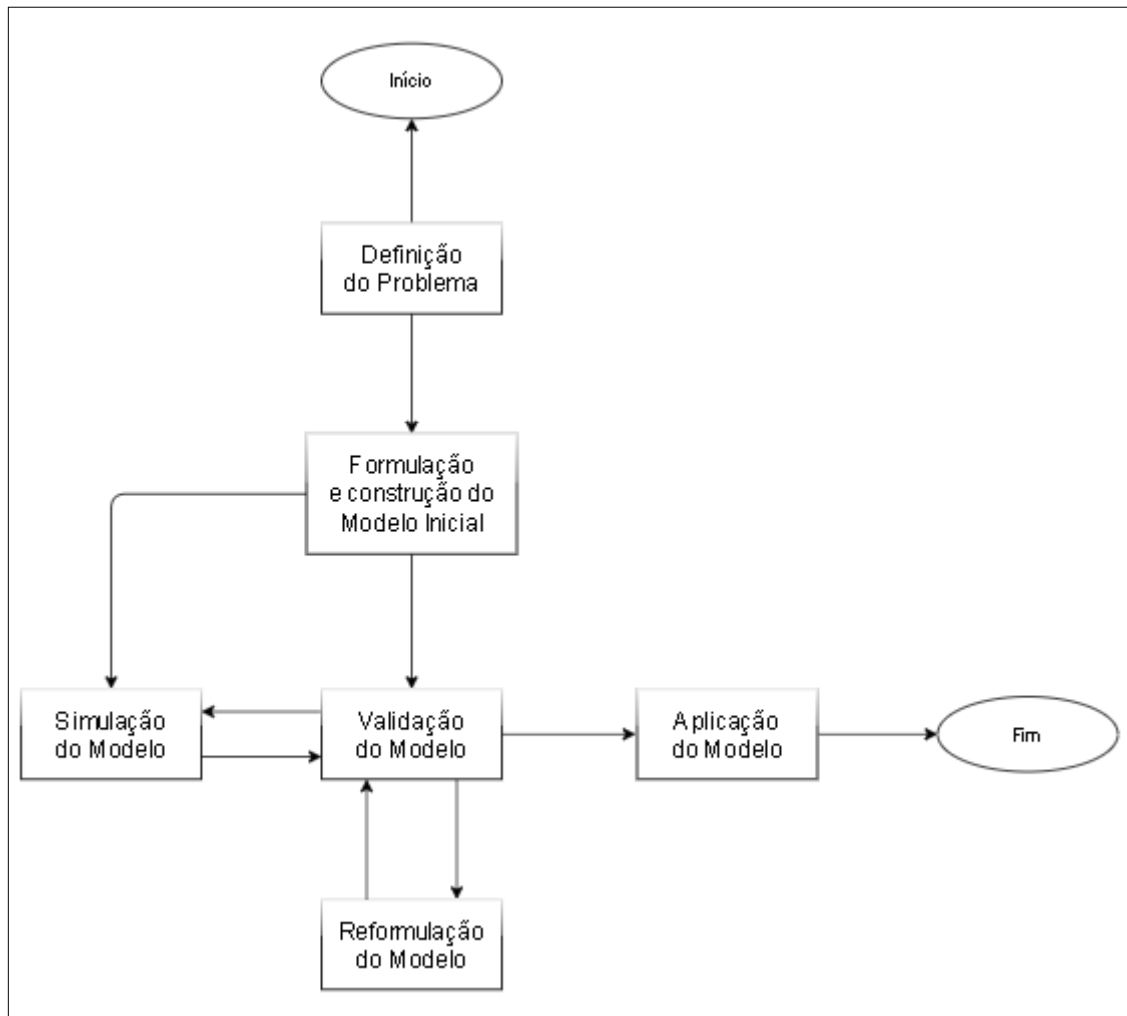 Início
Definição
do Problema
Formulação
e construção do
Modelo Inicial
Simulação
do Modelo
Validação
do Modelo
Aplicação
do Modelo
Fim
Reformulação
do Modelo